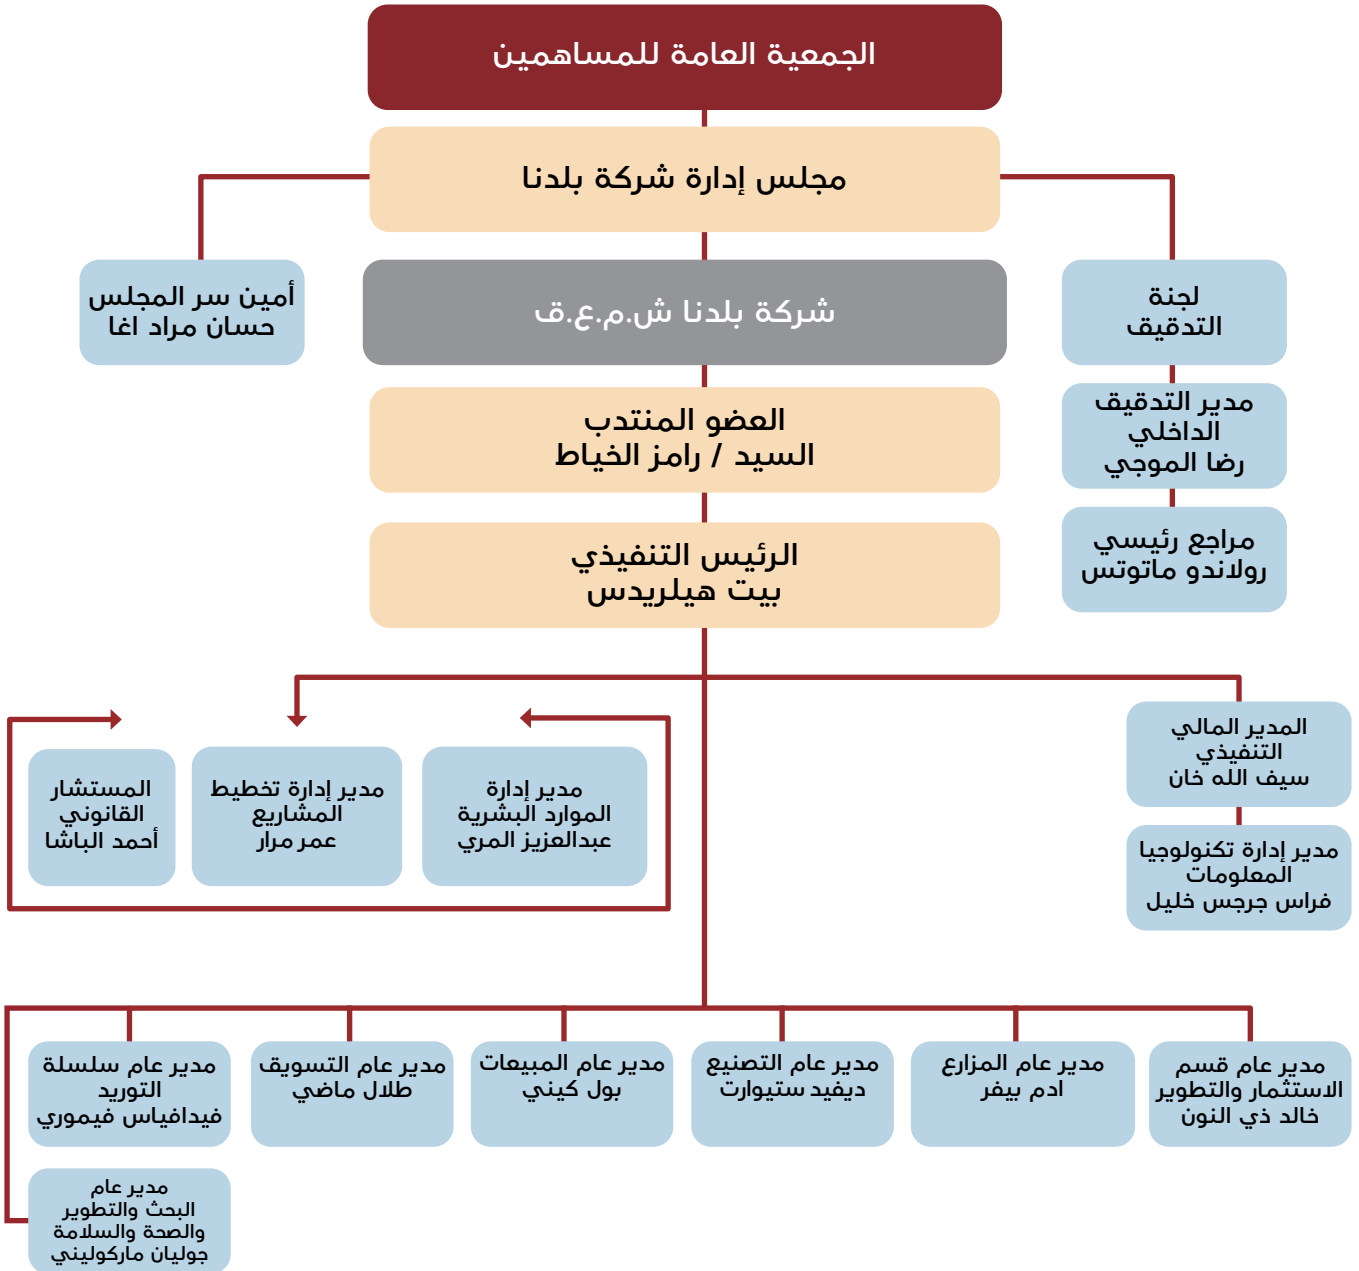 الجمعية العامة للمساهمين
مجلس إدارة شركة بلدنا
لجنة
التدقيق
شركة بلدنا ش.م.ع.ق
أمين سر المجلس
حسان مراد اغا
مدير التدقيق
الداخلي
رضا الموجي
العضو المنتدب
السيد / رامز الخياط
مراجع رئيسي
رولاندو ماتوتس
الرئيس التنفيذي
بيت هيلريدس
المدير المالي
التنفيذي
سيف الله خان
مدير إدارة
الموارد البشرية
عبدالعزيز المري
مدير إدارة تخطيط
المشاريع
عمر مرار
المستشار
القانوني
أحمد الباشا
مدير إدارة تكنولوجيا
المعلومات
فراس جرجس خليل
مدير عام قسم
الاستثمار والتطوير
خالد ذي النون
مدير عام المزارع
ادم بيفر
مدير عام التصنيع
ديفيد ستيوارت
مدير عام المبيعات
بول كيني
مدير عام التسويق
طلال ماضي
مدير عام سلسلة
التوريد
فيدافياس فيموري
مدير عام
البحث والتطوير
والصحة والسلامة
جوليان ماركوليني